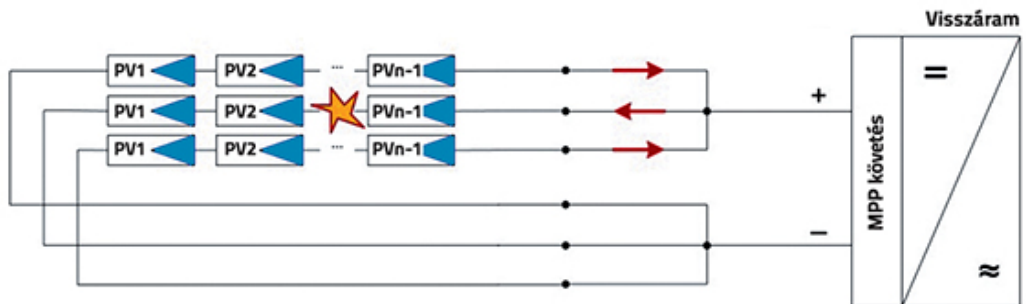 Visszáram
PV1 PV2 ... PVn-1
PV1 PV2 PVn-1
PV1 PV2 ... PVn-1
+
−
MPP követés
=
≈